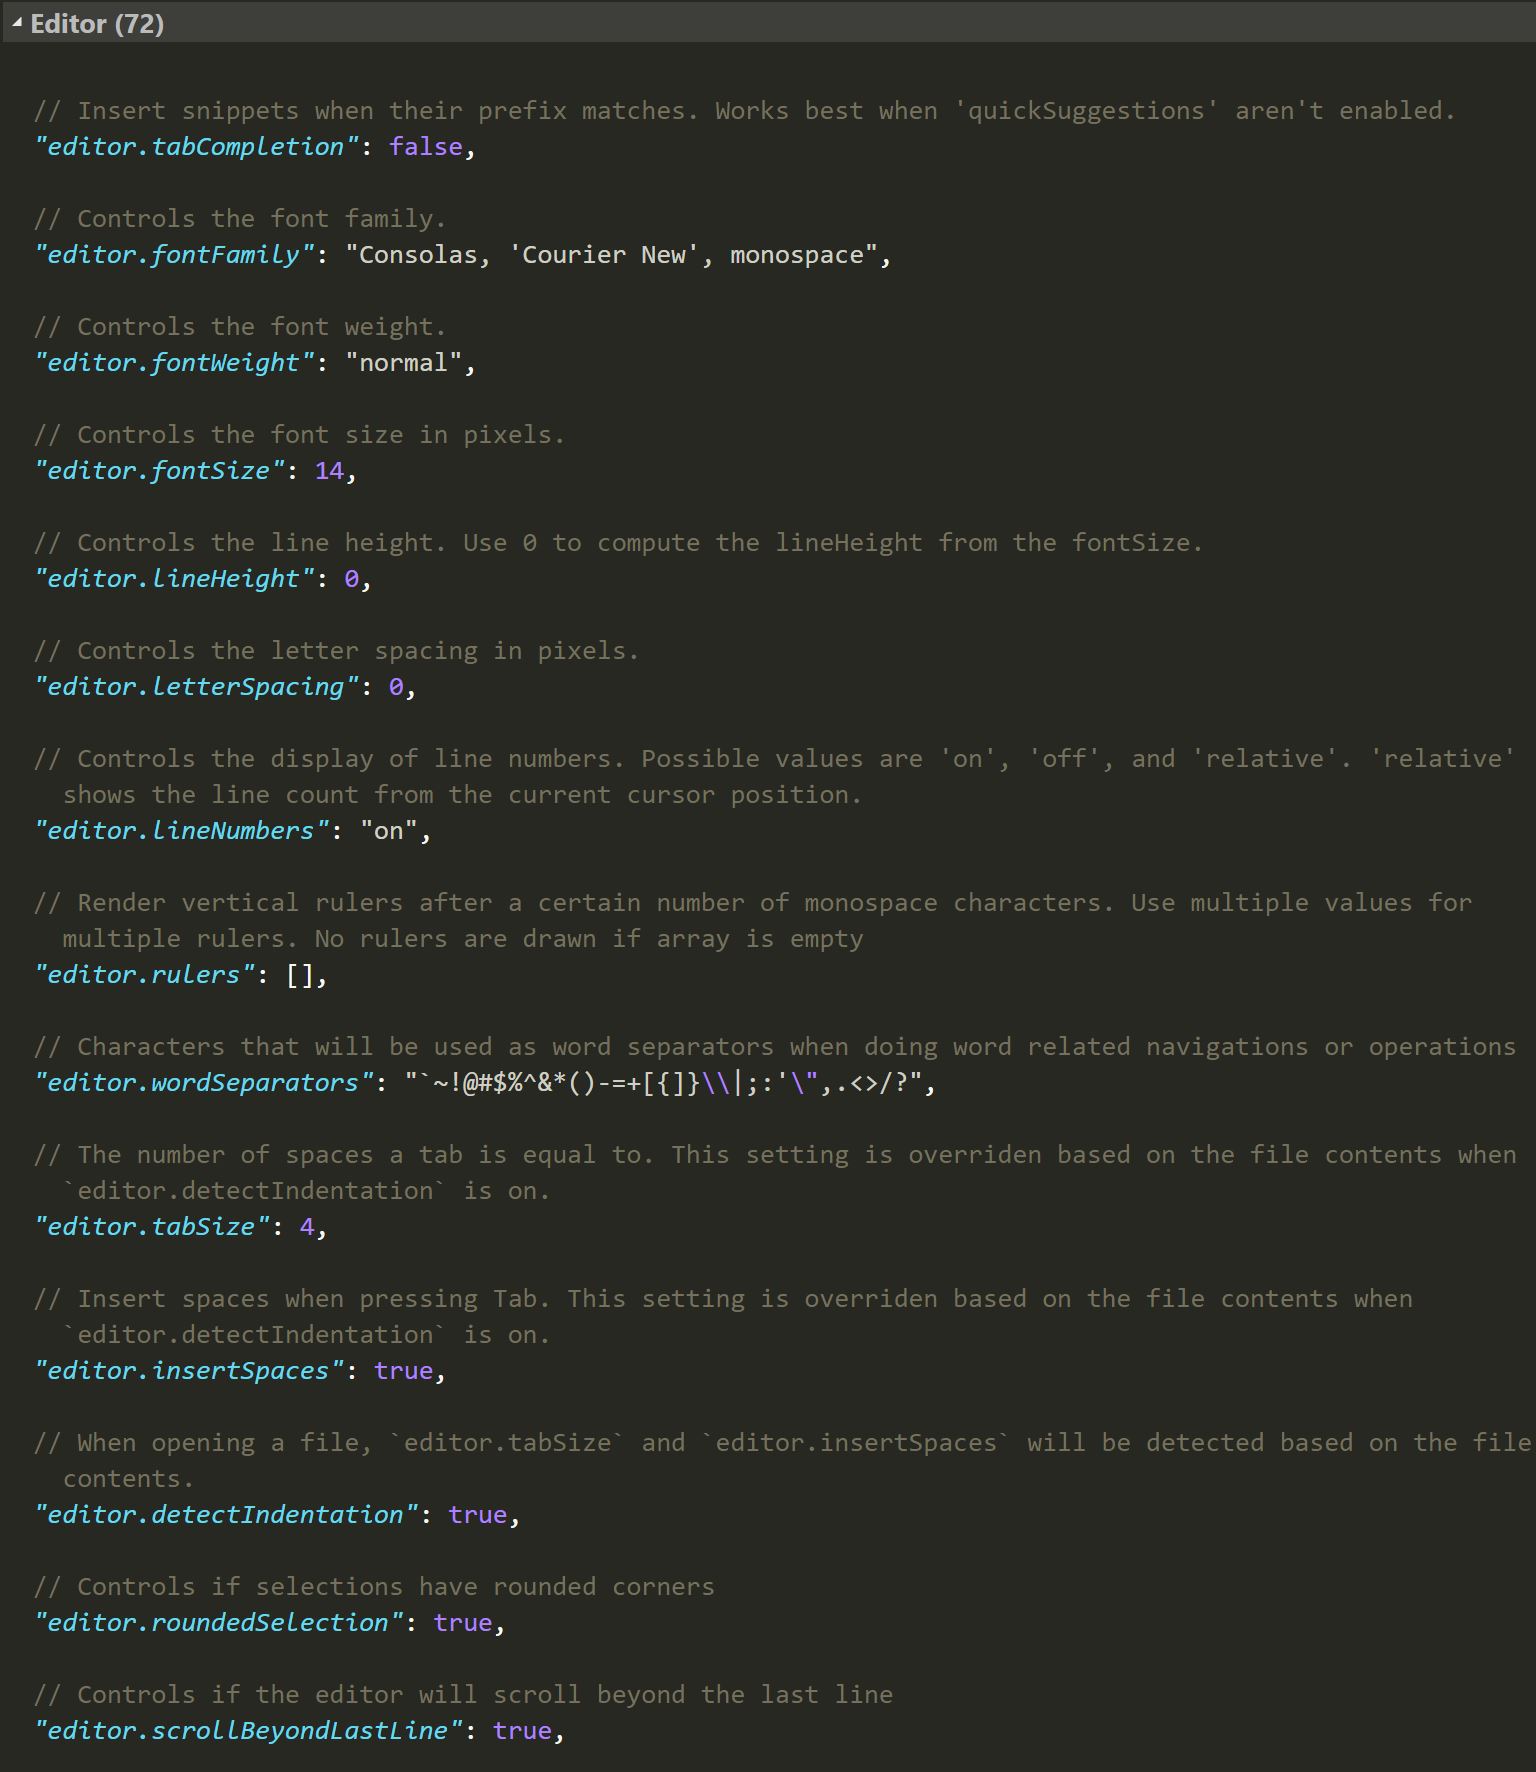 Editor (72)
// Insert snippets when their prefix matches. Works best when 'quickSuggestions' aren't enabled.
"editor.tabCompletion": false,
// Controls the font family.
"editor.fontFamily": "Consolas, 'Courier New', monospace",
// Controls the font weight.
"editor.fontWeight": "normal",
// Controls the font size in pixels.
"editor.fontSize": 14,
// Controls the line height. Use 0 to compute the lineHeight from the fontSize.
"editor.lineHeight": 0,
// Controls the letter spacing in pixels.
"editor.letterSpacing": 0,
// Controls the display of line numbers. Possible values are 'on', 'off', and 'relative'. 'relative'
shows the line count from the current cursor position.
"editor.lineNumbers": "on",
// Render vertical rulers after a certain number of monospace characters. Use multiple values for
multiple rulers. No rulers are drawn if array is empty
"editor.rulers": [],
// Characters that will be used as word separators when doing word related navigations or operations
"editor.wordSeparators": "`~!@#$%^&*()-=+[{]}\\|;:'\",.<>/?",
// The number of spaces a tab is equal to. This setting is overriden based on the file contents when
`editor.detectIndentation` is on.
"editor.tabSize": 4,
// Insert spaces when pressing Tab. This setting is overriden based on the file contents when
`editor.detectIndentation` is on.
"editor.insertSpaces": true,
// When opening a file, `editor.tabSize` and `editor.insertSpaces` will be detected based on the file
contents.
"editor.detectIndentation": true,
// Controls if selections have rounded corners
"editor.roundedSelection": true,
// Controls if the editor will scroll beyond the last line
"editor.scrollBeyondLastLine": true,